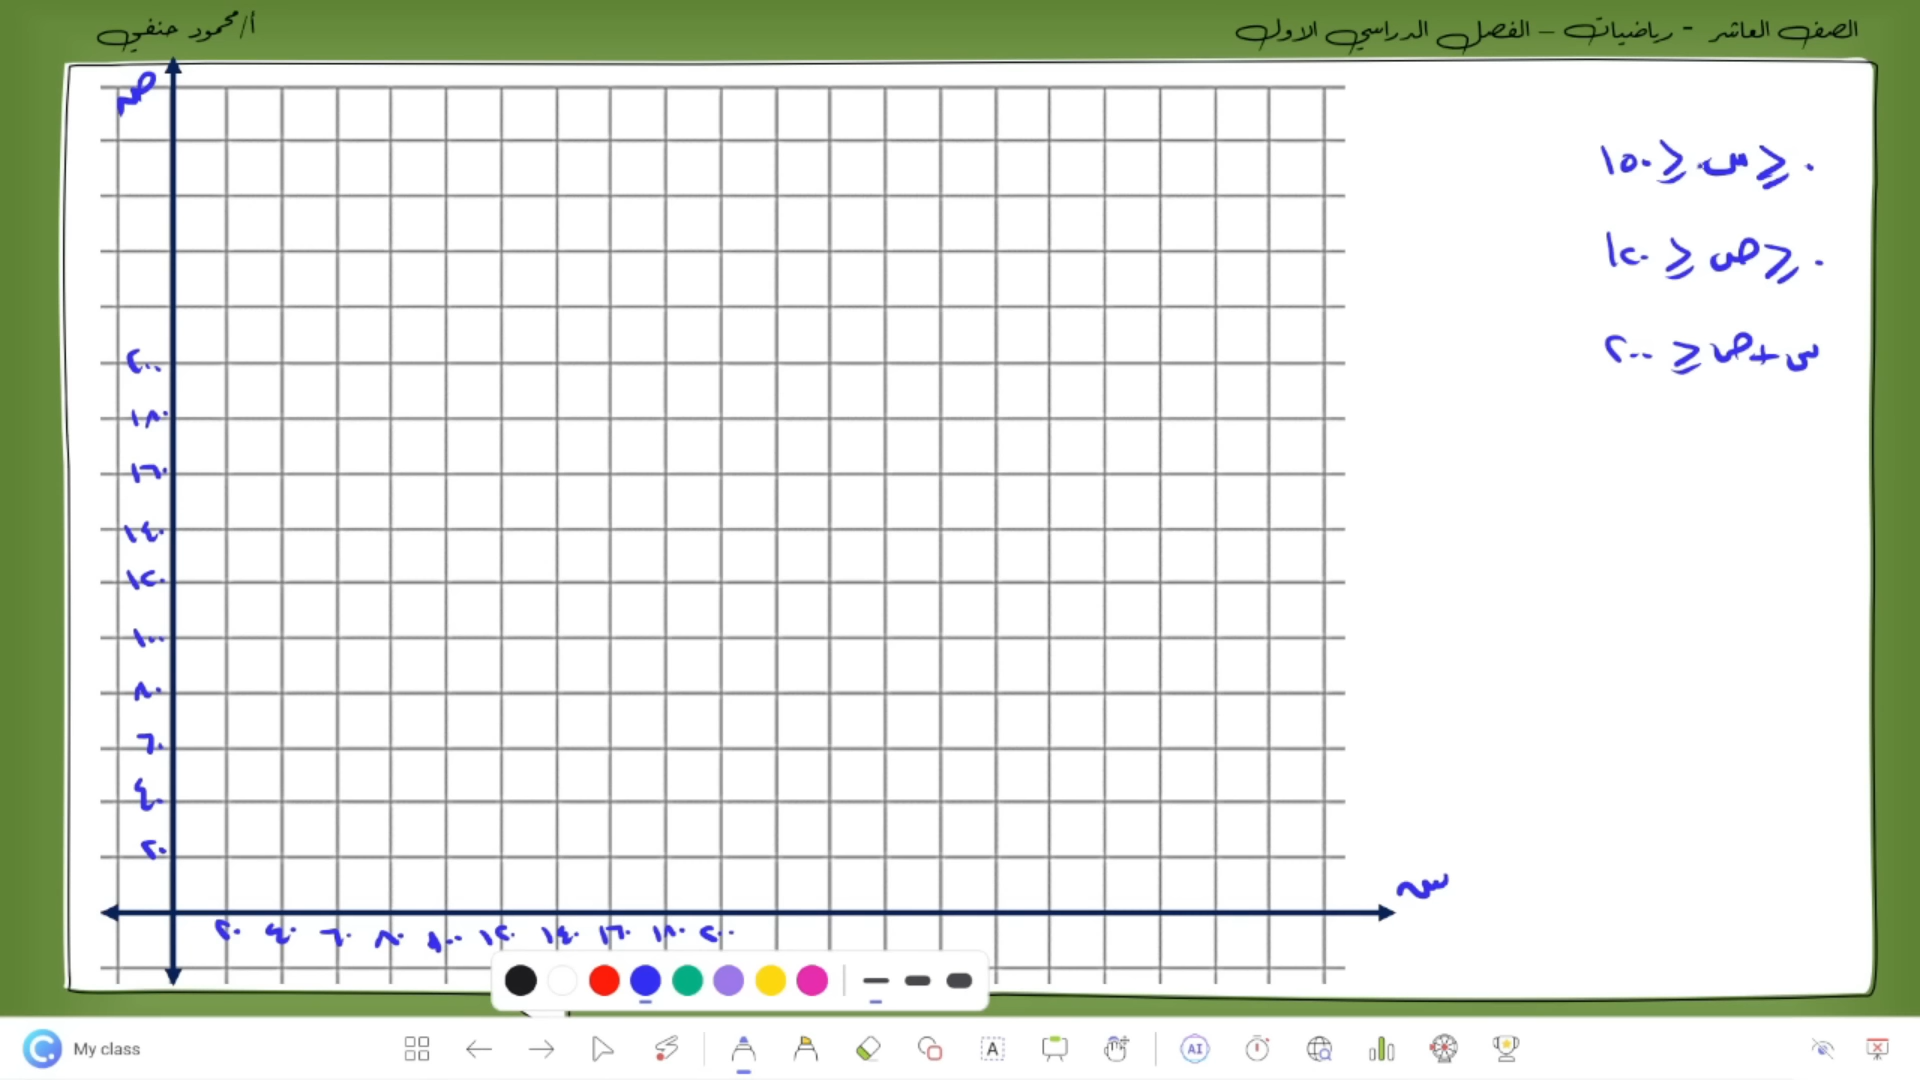 الصف العاشر - رياضيات – الفصل الدراسي الاول
أ/محمود حنفي
٠ ≤ س ≤ ١٥٠
٠ ≤ ص ≤ ١٢٠
س + ص ≤ ٢٠٠
ص
٢٠٠
١٨٠
١٦٠
١٤٠
١٢٠
١٠٠
٨٠
٦٠
٤٠
٢٠
س
٢٠ ٤٠ ٦٠ ٨٠ ١٠٠ ١٢٠ ١٤٠ ١٦٠ ١٨٠ ٢٠٠
My class
A
AI